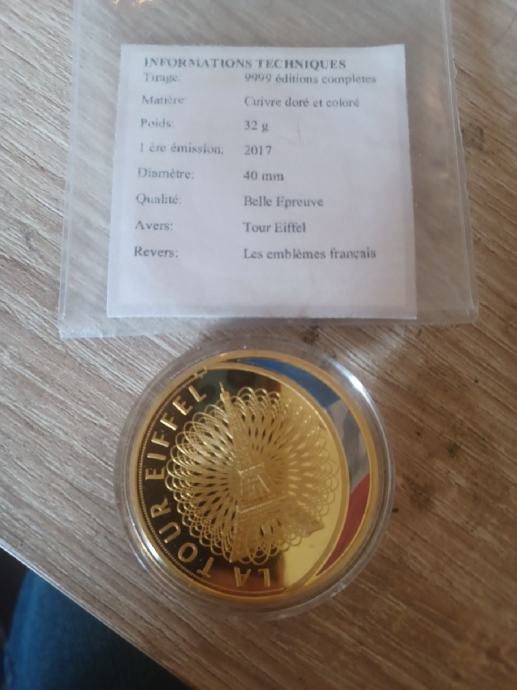 INFORMATIONS TECHNIQUES
Tirage: 9999 éditions complètes
Matière: Cuivre doré et coloré
Poids: 32 g
1 ère émission: 2017
Diamètre: 40 mm
Qualité: Belle Epreuve
Avers: Tour Eiffel
Revers: Les emblèmes français
LA TOUR EIFFEL